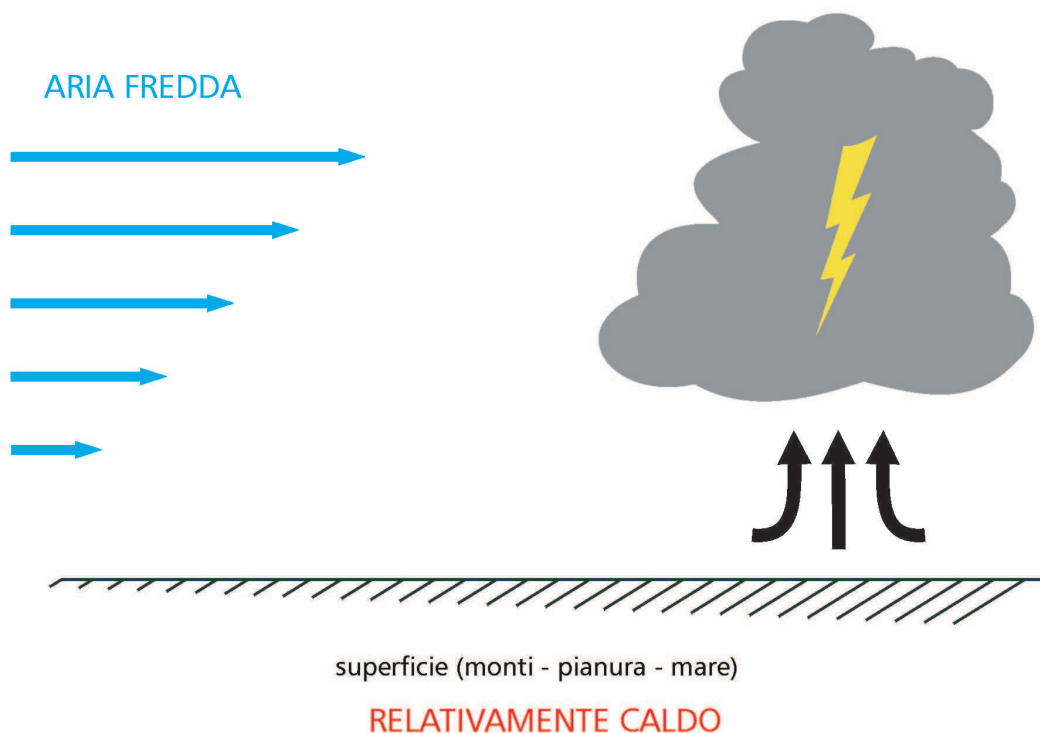 ARIA FREDDA
superficie (monti - pianura - mare)
RELATIVAMENTE CALDO